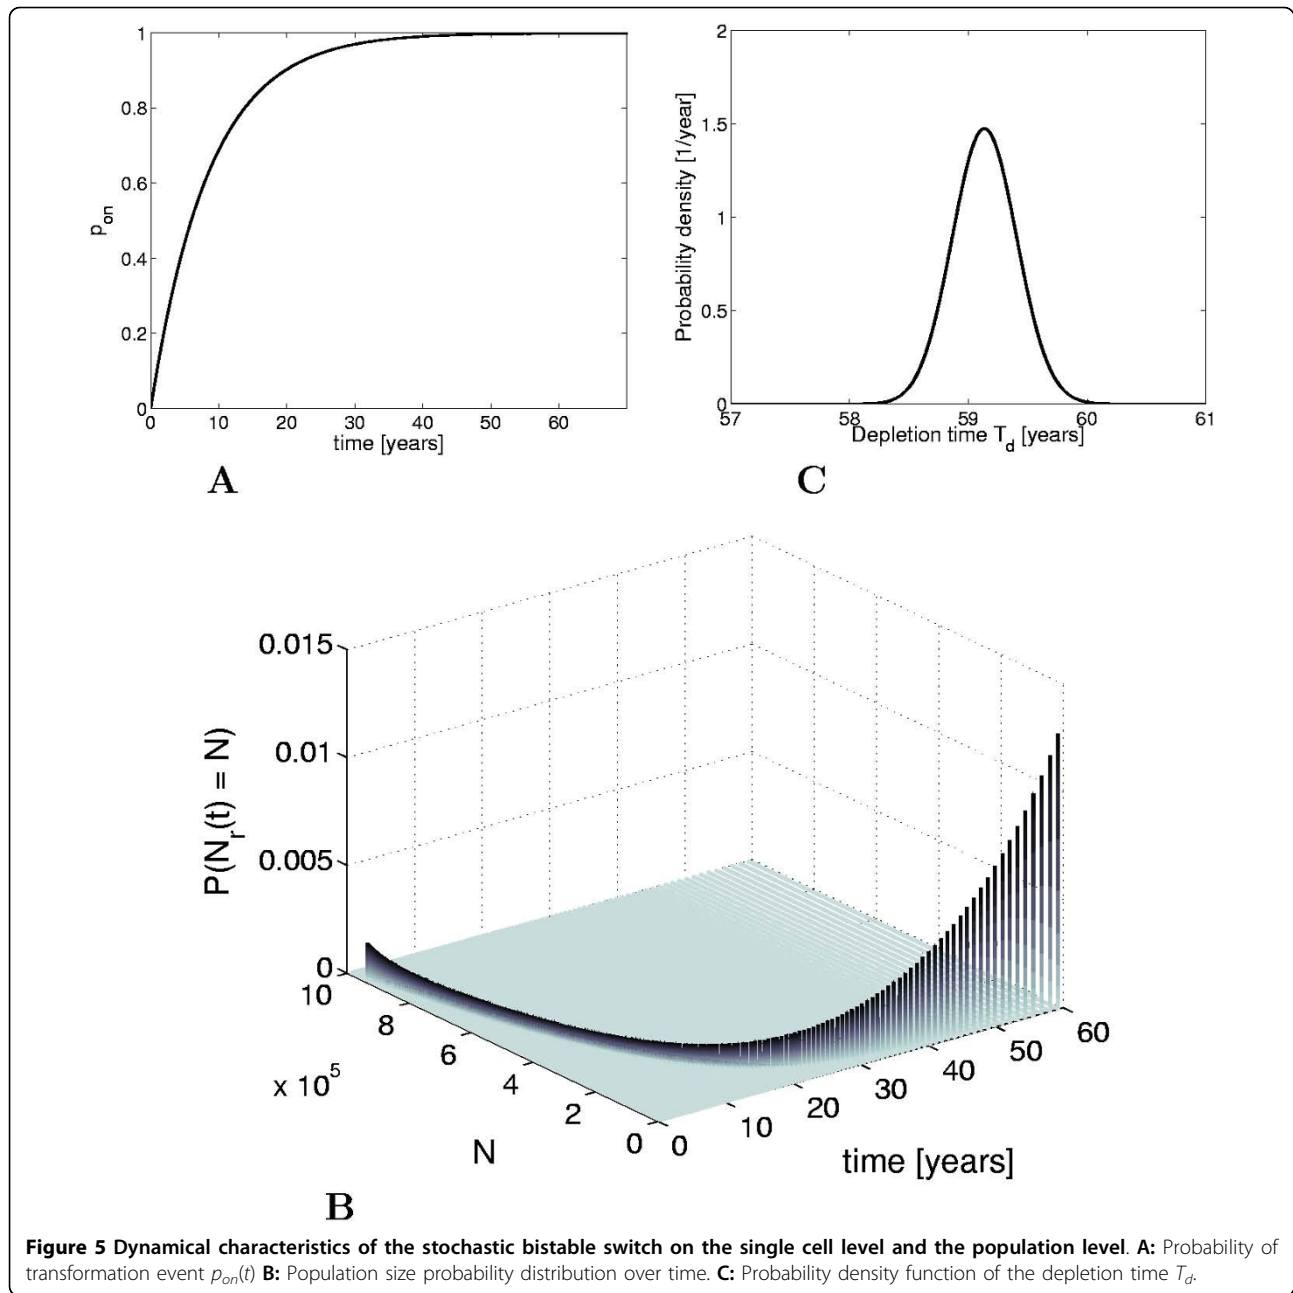 1
0.8
0.6
0.4
0.2
0
p_on
0 10 20 30 40 50 60
time [years]
A
2
1.5
1
0.5
0
Probability density [1/year]
57 58 59 60 61
Depletion time T_d [years]
C
0.015
0.01
0.005
0
P(N_r(t) = N)
10
8
6
4
2
0
x 10^5
N
0
10
20
30
40
50
60
time [years]
B
Figure 5 Dynamical characteristics of the stochastic bistable switch on the single cell level and the population level. A: Probability of
transformation event p_on(t) B: Population size probability distribution over time. C: Probability density function of the depletion time T_d.